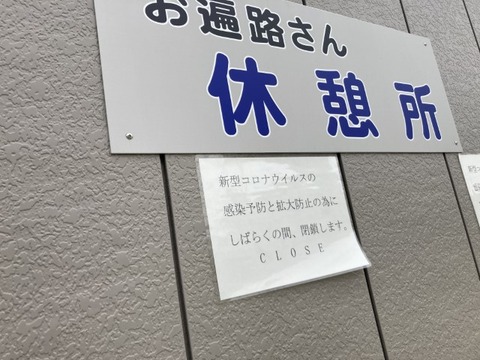 お遍路さん
休憩所
新型コロナウイルスの
感染予防と拡大防止の為に
しばらくの間、閉鎖します。
CLOSE